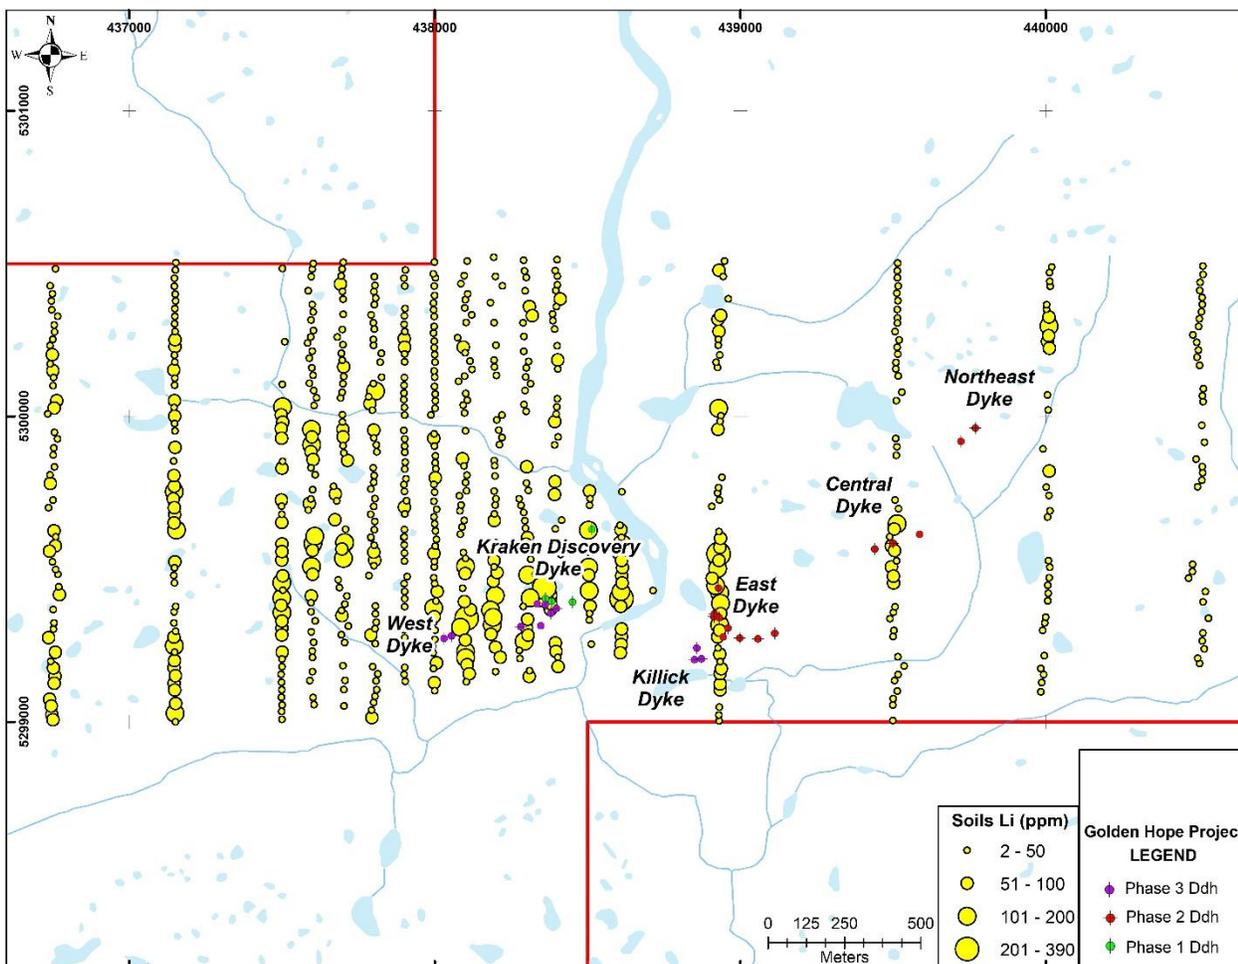 437000
438000
439000
440000
N
W
E
S
5301000
5300000
5299000
Northeast
Dyke
Central
Dyke
Kraken Discovery
Dyke
East
Dyke
West
Dyke
Killick
Dyke
Soils Li (ppm)
2 - 50
51 - 100
101 - 200
201 - 390
Golden Hope Projec
LEGEND
Phase 3 Ddh
Phase 2 Ddh
Phase 1 Ddh
0 125 250 500
Meters